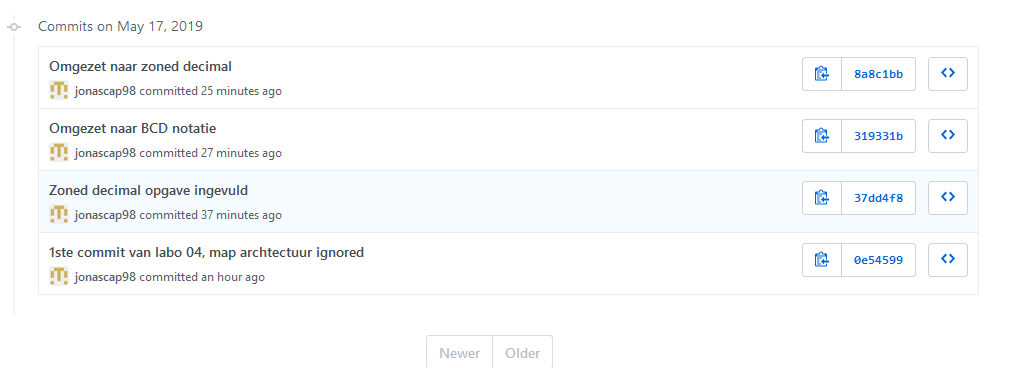 Commits on May 17, 2019
Omgezet naar zoned decimal
jonascap98 committed 25 minutes ago
8a8c1bb
Omgezet naar BCD notatie
jonascap98 committed 27 minutes ago
319331b
Zoned decimal opgave ingevuld
jonascap98 committed 37 minutes ago
37dd4f8
1ste commit van labo 04, map archtectuur ignored
jonascap98 committed an hour ago
0e54599
Newer Older